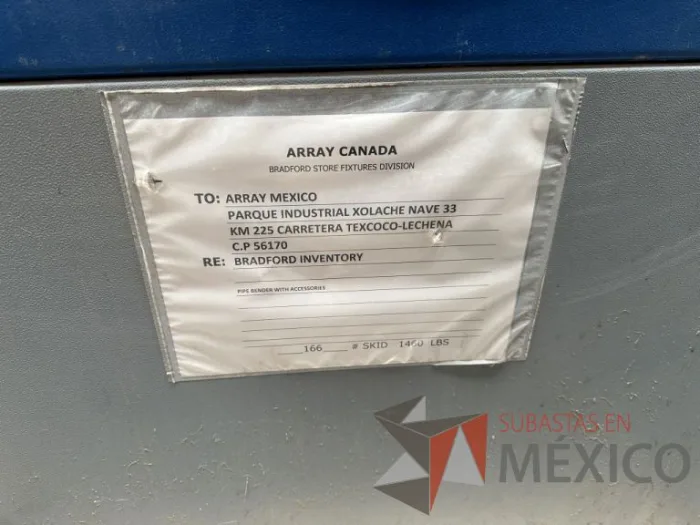 ARRAY CANADA
BRADFORD STORE FIXTURES DIVISION
TO: ARRAY MEXICO
PARQUE INDUSTRIAL XOLACHE NAVE 33
KM 225 CARRETERA TEXCOCO-LECHENA
C.P 56170
RE: BRADFORD INVENTORY
PIPE BENDER WITH ACCESSORIES
166 # SKID 1460 LBS
SUBASTAS EN
MÉXICO